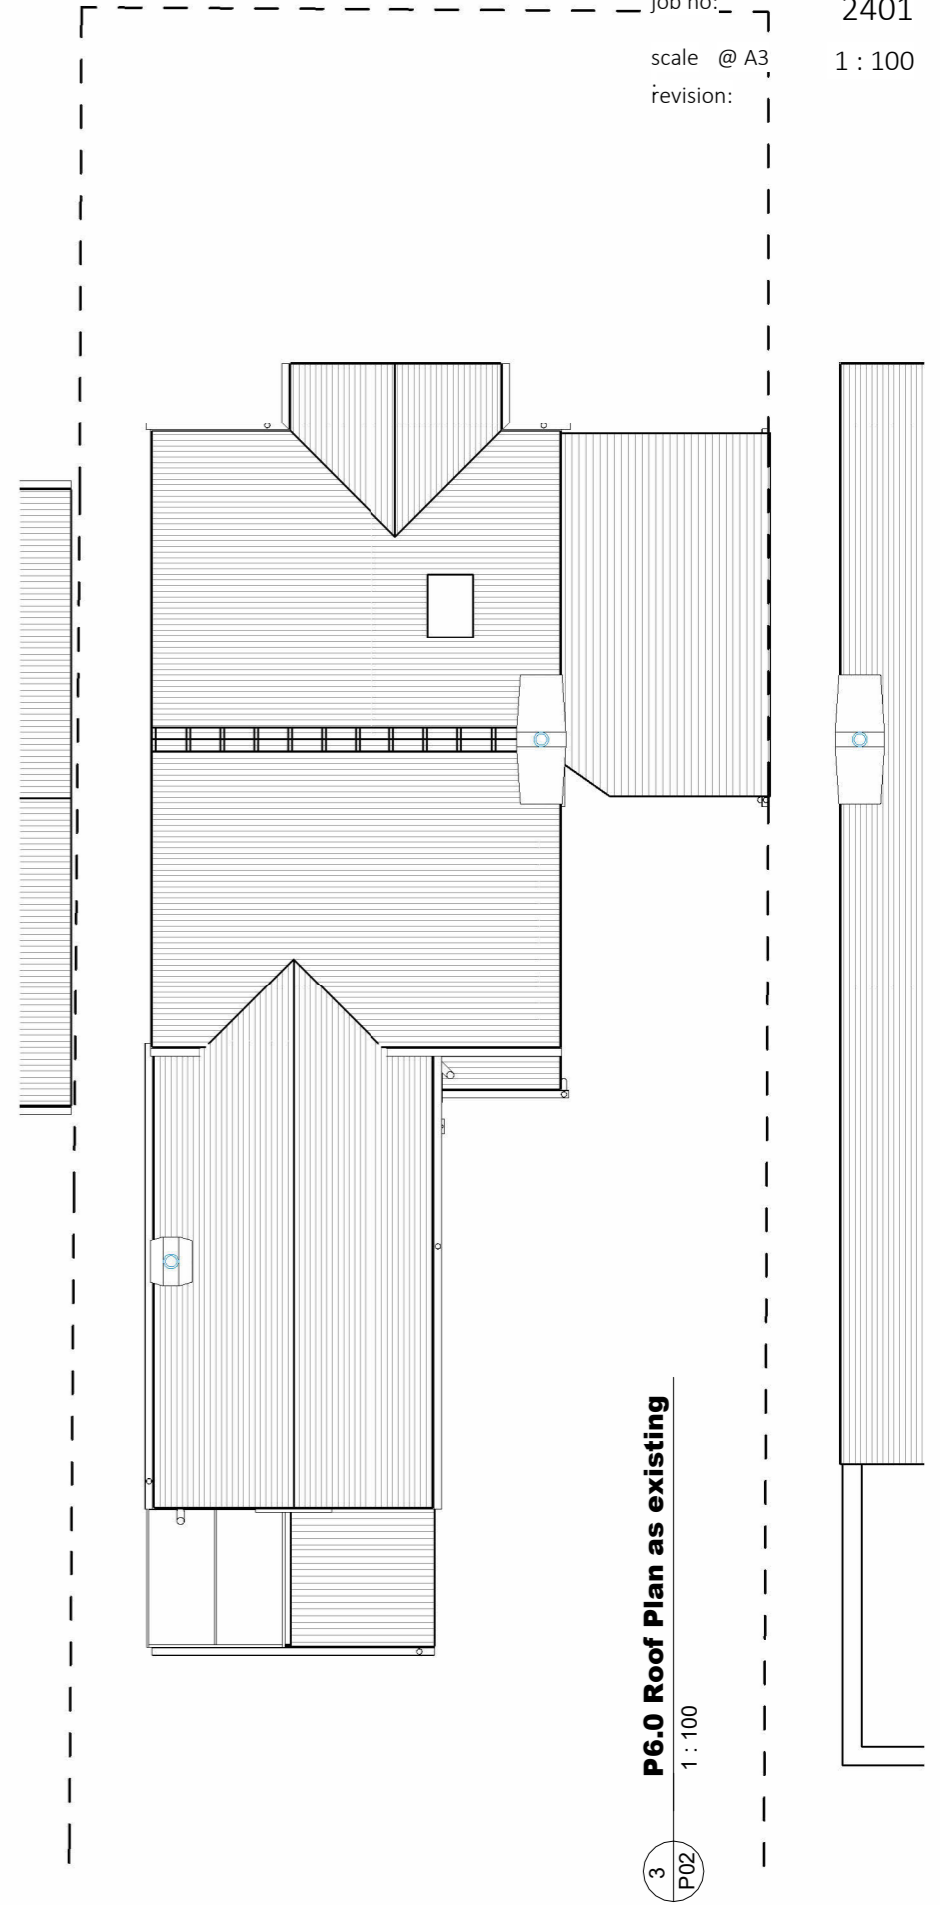 job no: 2401
scale @ A3 1 : 100
:
revision:
P6.0 Roof Plan as existing
1 : 100
3
P02